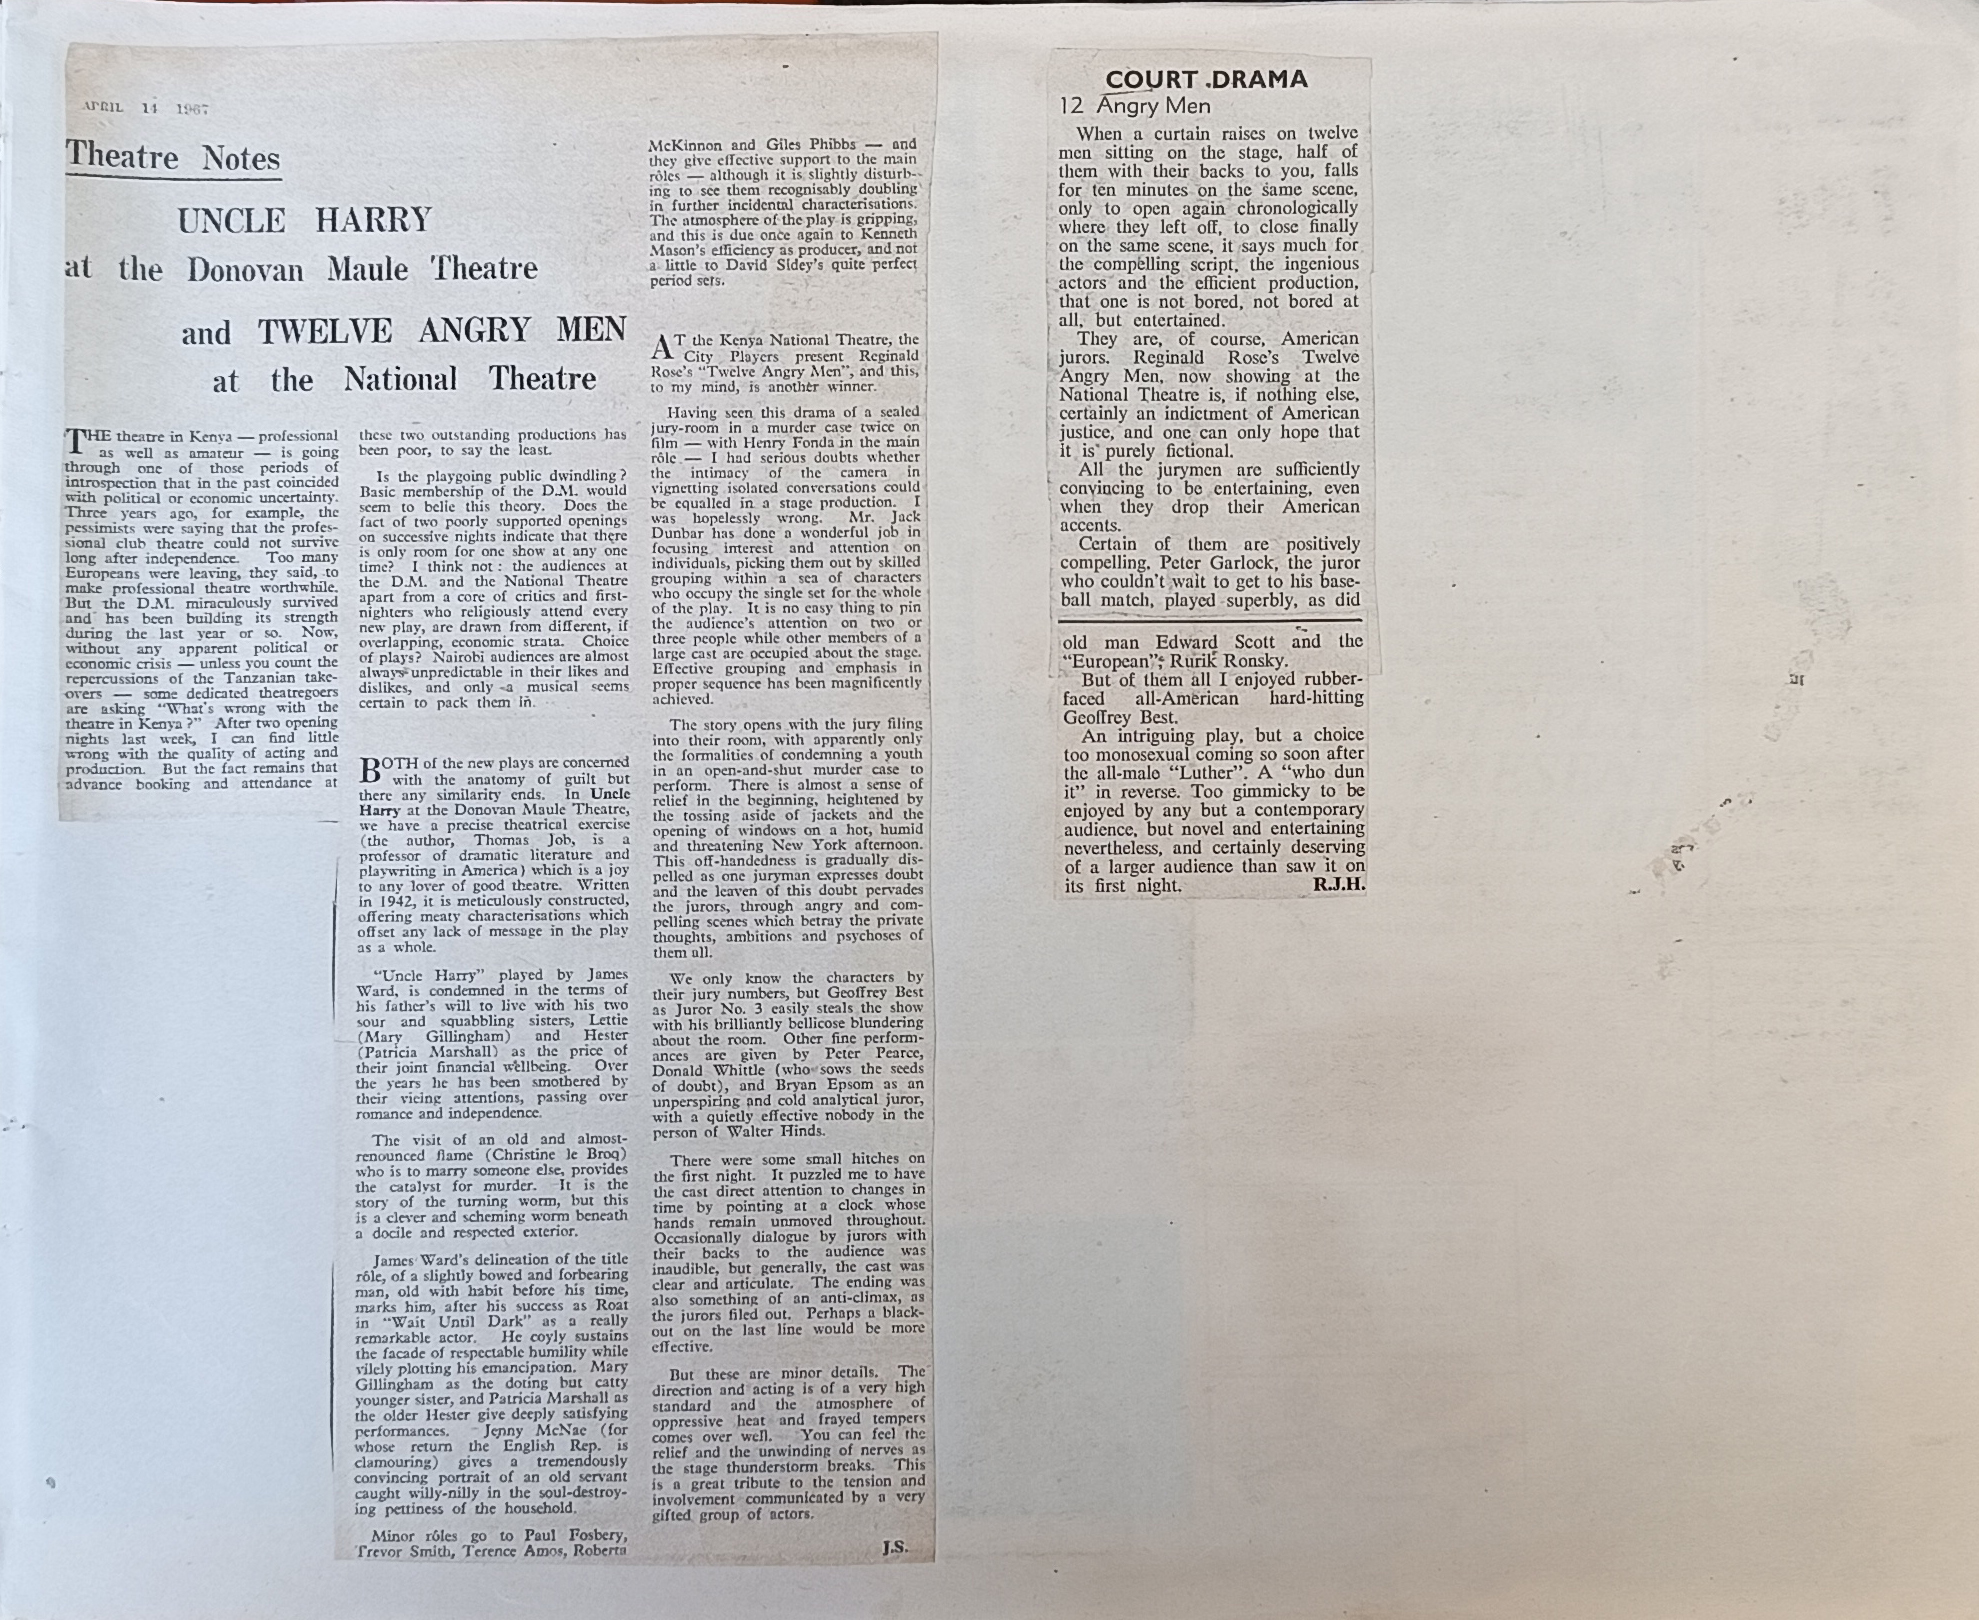 APRIL 14 1967
Theatre Notes
UNCLE HARRY
at the Donovan Maule Theatre
and TWELVE ANGRY MEN
at the National Theatre
THE theatre in Kenya — professional
as well as amateur — is going
through one of those periods of
introspection that in the past coincided
with political or economic uncertainty.
Three years ago, for example, the
pessimists were saying that the profes-
sional club theatre could not survive
long after independence. Too many
Europeans were leaving, they said, to
make professional theatre worthwhile.
But the D.M. miraculously survived
and has been building its strength
during the last year or so. Now,
without any apparent political or
economic crisis — unless you count the
repercussions of the Tanzanian take-
overs — some dedicated theatregoers
are asking "What's wrong with the
theatre in Kenya?" After two opening
nights last week, I can find little
wrong with the quality of acting and
production. But the fact remains that
advance booking and attendance at
these two outstanding productions has
been poor, to say the least.
Is the playgoing public dwindling?
Basic membership of the D.M. would
seem to belie this theory. Does the
fact of two poorly supported openings
on successive nights indicate that there
is only room for one show at any one
time? I think not: the audiences at
the D.M. and the National Theatre
apart from a core of critics and first-
nighters who religiously attend every
new play, are drawn from different, if
overlapping, economic strata. Choice
of plays? Nairobi audiences are almost
always unpredictable in their likes and
dislikes, and only a musical seems
certain to pack them in.
BOTH of the new plays are concerned
with the anatomy of guilt but
there any similarity ends. In Uncle
Harry at the Donovan Maule Theatre,
we have a precise theatrical exercise
(the author, Thomas Job, is a
professor of dramatic literature and
playwriting in America) which is a joy
to any lover of good theatre. Written
in 1942, it is meticulously constructed,
offering meaty characterisations which
offset any lack of message in the play
as a whole.
"Uncle Harry" played by James
Ward, is condemned in the terms of
his father's will to live with his two
sour and squabbling sisters, Lettie
(Mary Gillingham) and Hester
(Patricia Marshall) as the price of
their joint financial wellbeing. Over
the years he has been smothered by
their vieing attentions, passing over
romance and independence.
The visit of an old and almost-
renounced flame (Christine le Broq)
who is to marry someone else, provides
the catalyst for murder. It is the
story of the turning worm, but this
is a clever and scheming worm beneath
a docile and respected exterior.
James Ward's delineation of the title
rôle, of a slightly bowed and forbearing
man, old with habit before his time,
marks him, after his success as Roat
in "Wait Until Dark" as a really
remarkable actor. He coyly sustains
the facade of respectable humility while
vilely plotting his emancipation. Mary
Gillingham as the doting but catty
younger sister, and Patricia Marshall as
the older Hester give deeply satisfying
performances. Jenny McNae (for
whose return the English Rep. is
clamouring) gives a tremendously
convincing portrait of an old servant
caught willy-nilly in the soul-destroy-
ing pettiness of the household.
Minor rôles go to Paul Fosbery,
Trevor Smith, Terence Amos, Roberta
McKinnon and Giles Phibbs — and
they give effective support to the main
rôles — although it is slightly disturb-
ing to see them recognisably doubling
in further incidental characterisations.
The atmosphere of the play is gripping,
and this is due once again to Kenneth
Mason's efficiency as producer, and not
a little to David Sidey's quite perfect
period sets.
AT the Kenya National Theatre, the
City Players present Reginald
Rose's "Twelve Angry Men", and this,
to my mind, is another winner.
Having seen this drama of a sealed
jury-room in a murder case twice on
film — with Henry Fonda in the main
rôle — I had serious doubts whether
the intimacy of the camera in
vignetting isolated conversations could
be equalled in a stage production. I
was hopelessly wrong. Mr. Jack
Dunbar has done a wonderful job in
focusing interest and attention on
individuals, picking them out by skilled
grouping within a sea of characters
who occupy the single set for the whole
of the play. It is no easy thing to pin
the audience's attention on two or
three people while other members of a
large cast are occupied about the stage.
Effective grouping and emphasis in
proper sequence has been magnificently
achieved.
The story opens with the jury filing
into their room, with apparently only
the formalities of condemning a youth
in an open-and-shut murder case to
perform. There is almost a sense of
relief in the beginning, heightened by
the tossing aside of jackets and the
opening of windows on a hot, humid
and threatening New York afternoon.
This off-handedness is gradually dis-
pelled as one juryman expresses doubt
and the leaven of this doubt pervades
the jurors, through angry and com-
pelling scenes which betray the private
thoughts, ambitions and psychoses of
them all.
We only know the characters by
their jury numbers, but Geoffrey Best
as Juror No. 3 easily steals the show
with his brilliantly bellicose blundering
about the room. Other fine perform-
ances are given by Peter Pearce,
Donald Whittle (who sows the seeds
of doubt), and Bryan Epsom as an
unperspiring and cold analytical juror,
with a quietly effective nobody in the
person of Walter Hinds.
There were some small hitches on
the first night. It puzzled me to have
the cast direct attention to changes in
time by pointing at a clock whose
hands remain unmoved throughout.
Occasionally dialogue by jurors with
their backs to the audience was
inaudible, but generally, the cast was
clear and articulate. The ending was
also something of an anti-climax, as
the jurors filed out. Perhaps a black-
out on the last line would be more
effective.
But these are minor details. The
direction and acting is of a very high
standard and the atmosphere of
oppressive heat and frayed tempers
comes over well. You can feel the
relief and the unwinding of nerves as
the stage thunderstorm breaks. This
is a great tribute to the tension and
involvement communicated by a very
gifted group of actors.
J.S.
COURT DRAMA
12 Angry Men
When a curtain raises on twelve
men sitting on the stage, half of
them with their backs to you, falls
for ten minutes on the same scene,
only to open again chronologically
where they left off, to close finally
on the same scene, it says much for
the compelling script, the ingenious
actors and the efficient production,
that one is not bored, not bored at
all, but entertained.
They are, of course, American
jurors. Reginald Rose's Twelve
Angry Men, now showing at the
National Theatre is, if nothing else,
certainly an indictment of American
justice, and one can only hope that
it is purely fictional.
All the jurymen are sufficiently
convincing to be entertaining, even
when they drop their American
accents.
Certain of them are positively
compelling. Peter Garlock, the juror
who couldn't wait to get to his base-
ball match, played superbly, as did
old man Edward Scott and the
"European"; Rurik Ronsky.
But of them all I enjoyed rubber-
faced all-American hard-hitting
Geoffrey Best.
An intriguing play, but a choice
too monosexual coming so soon after
the all-male "Luther". A "who dun
it" in reverse. Too gimmicky to be
enjoyed by any but a contemporary
audience, but novel and entertaining
nevertheless, and certainly deserving
of a larger audience than saw it on
its first night. R.J.H.